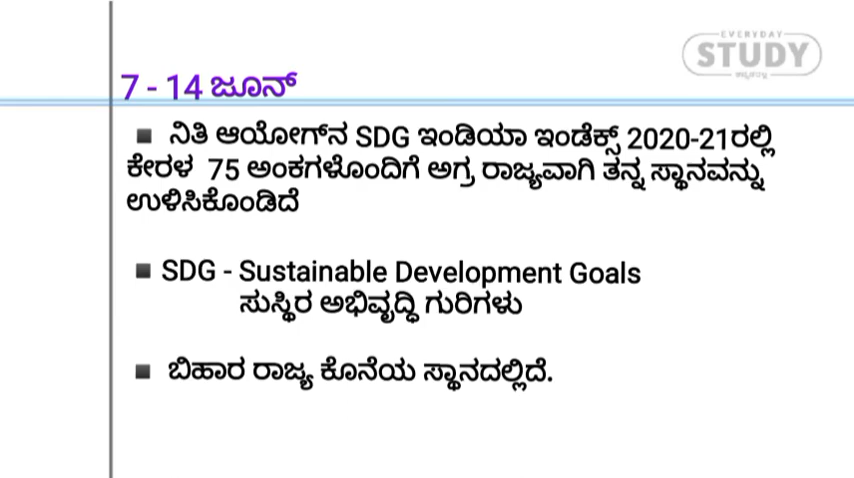 EVERYDAY
STUDY
7 - 14 ಜೂನ್
▪ ನಿತಿ ಆಯೋಗ್‌ನ SDG ಇಂಡಿಯಾ ಇಂಡೆಕ್ಸ್ 2020-21ರಲ್ಲಿ
ಕೇರಳ 75 ಅಂಕಗಳೊಂದಿಗೆ ಅಗ್ರ ರಾಜ್ಯವಾಗಿ ತನ್ನ ಸ್ಥಾನವನ್ನು
ಉಳಿಸಿಕೊಂಡಿದೆ
▪ SDG - Sustainable Development Goals
ಸುಸ್ಥಿರ ಅಭಿವೃದ್ಧಿ ಗುರಿಗಳು
▪ ಬಿಹಾರ ರಾಜ್ಯ ಕೊನೆಯ ಸ್ಥಾನದಲ್ಲಿದೆ.